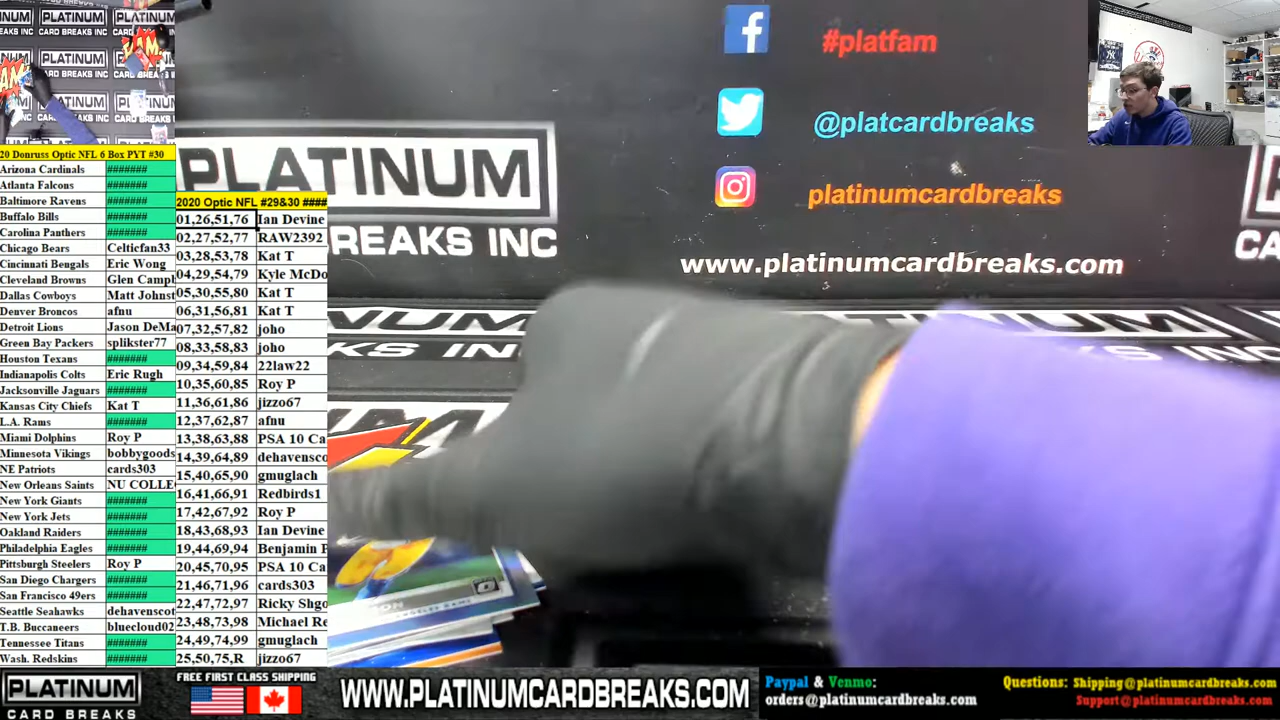 PLATINUM
CARD BREAKS INC
20 Donruss Optic NFL 6 Box PYT #30
Arizona Cardinals #######
Atlanta Falcons #######
Baltimore Ravens #######
Buffalo Bills #######
Carolina Panthers #######
Chicago Bears Celticfan33
Cincinnati Bengals Eric Wong
Cleveland Browns Glen Campl
Dallas Cowboys Matt Johnst
Denver Broncos afnu
Detroit Lions Jason DeMa
Green Bay Packers splikster77
Houston Texans #######
Indianapolis Colts Eric Rugh
Jacksonville Jaguars #######
Kansas City Chiefs Kat T
L.A. Rams #######
Miami Dolphins Roy P
Minnesota Vikings bobbygoods
NE Patriots cards303
New Orleans Saints NU COLLE
New York Giants #######
New York Jets #######
Oakland Raiders #######
Philadelphia Eagles #######
Pittsburgh Steelers Roy P
San Diego Chargers #######
San Francisco 49ers #######
Seattle Seahawks dehavenscot
T.B. Buccaneers bluecloud02
Tennessee Titans #######
Wash. Redskins #######
2020 Optic NFL #29&30 ####
01,26,51,76 Ian Devine
02,27,52,77 RAW2392
03,28,53,78 Kat T
04,29,54,79 Kyle McDo
05,30,55,80 Kat T
06,31,56,81 Kat T
07,32,57,82 joho
08,33,58,83 joho
09,34,59,84 22law22
10,35,60,85 Roy P
11,36,61,86 jizzo67
12,37,62,87 afnu
13,38,63,88 PSA 10 Ca
14,39,64,89 dehavensco
15,40,65,90 gmuglach
16,41,66,91 Redbirds1
17,42,67,92 Roy P
18,43,68,93 Ian Devine
19,44,69,94 Benjamin F
20,45,70,95 PSA 10 Ca
21,46,71,96 cards303
22,47,72,97 Ricky Shgo
23,48,73,98 Michael Re
24,49,74,99 gmuglach
25,50,75,R jizzo67
PLATINUM
BREAKS INC
#platfam
@platcardbreaks
platinumcardbreaks
www.platinumcardbreaks.com
PLATINUM
CARD BREAKS
FREE FIRST CLASS SHIPPING
WWW.PLATINUMCARDBREAKS.COM
Paypal & Venmo:
orders@platinumcardbreaks.com
Questions: Shipping@platinumcardbreaks.com
Support@platinumcardbreaks.com